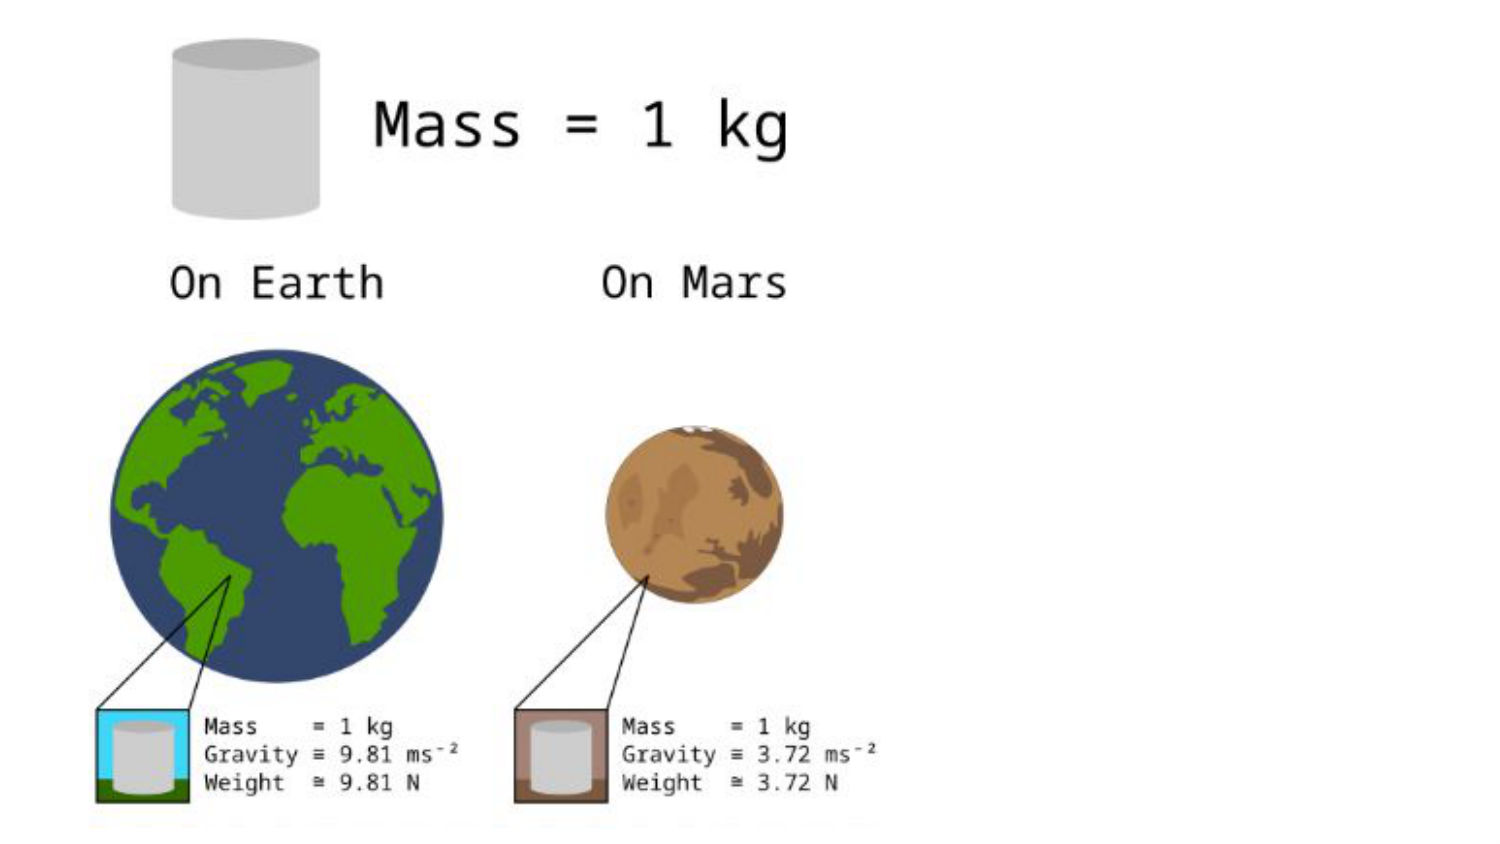 Mass = 1 kg
On Earth
On Mars
Mass = 1 kg
Gravity ≅ 9.81 ms⁻²
Weight ≅ 9.81 N
Mass = 1 kg
Gravity ≅ 3.72 ms⁻²
Weight ≅ 3.72 N